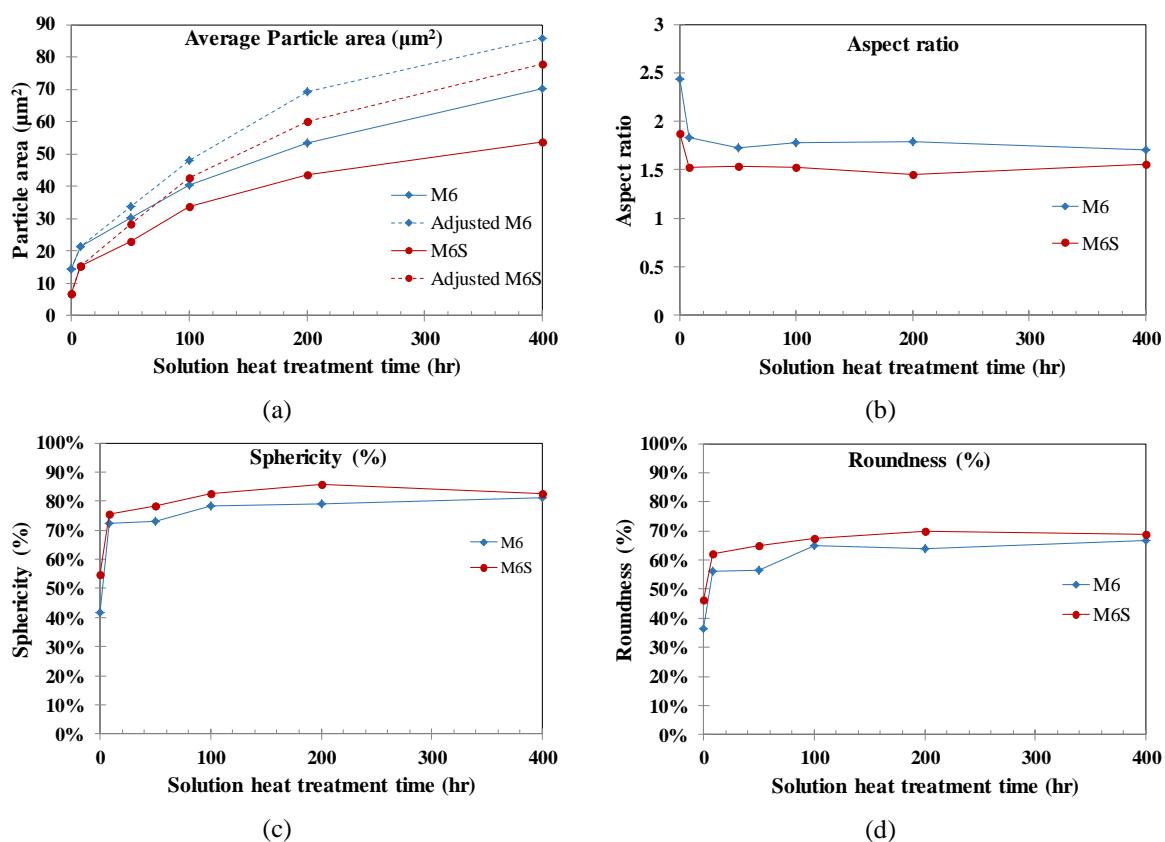 Average Particle area (µm²)
Particle area (µm²)
90
80
70
60
50
40
30
20
10
0
0 100 200 300 400
Solution heat treatment time (hr)
M6
Adjusted M6
M6S
Adjusted M6S
(a)
Aspect ratio
Aspect ratio
3
2.5
2
1.5
1
0.5
0
0 100 200 300 400
Solution heat treatment time (hr)
M6
M6S
(b)
Sphericity (%)
Sphericity (%)
100%
90%
80%
70%
60%
50%
40%
30%
20%
10%
0%
0 100 200 300 400
Solution heat treatment time (hr)
M6
M6S
(c)
Roundness (%)
Roundness (%)
100%
90%
80%
70%
60%
50%
40%
30%
20%
10%
0%
0 100 200 300 400
Solution heat treatment time (hr)
M6
M6S
(d)